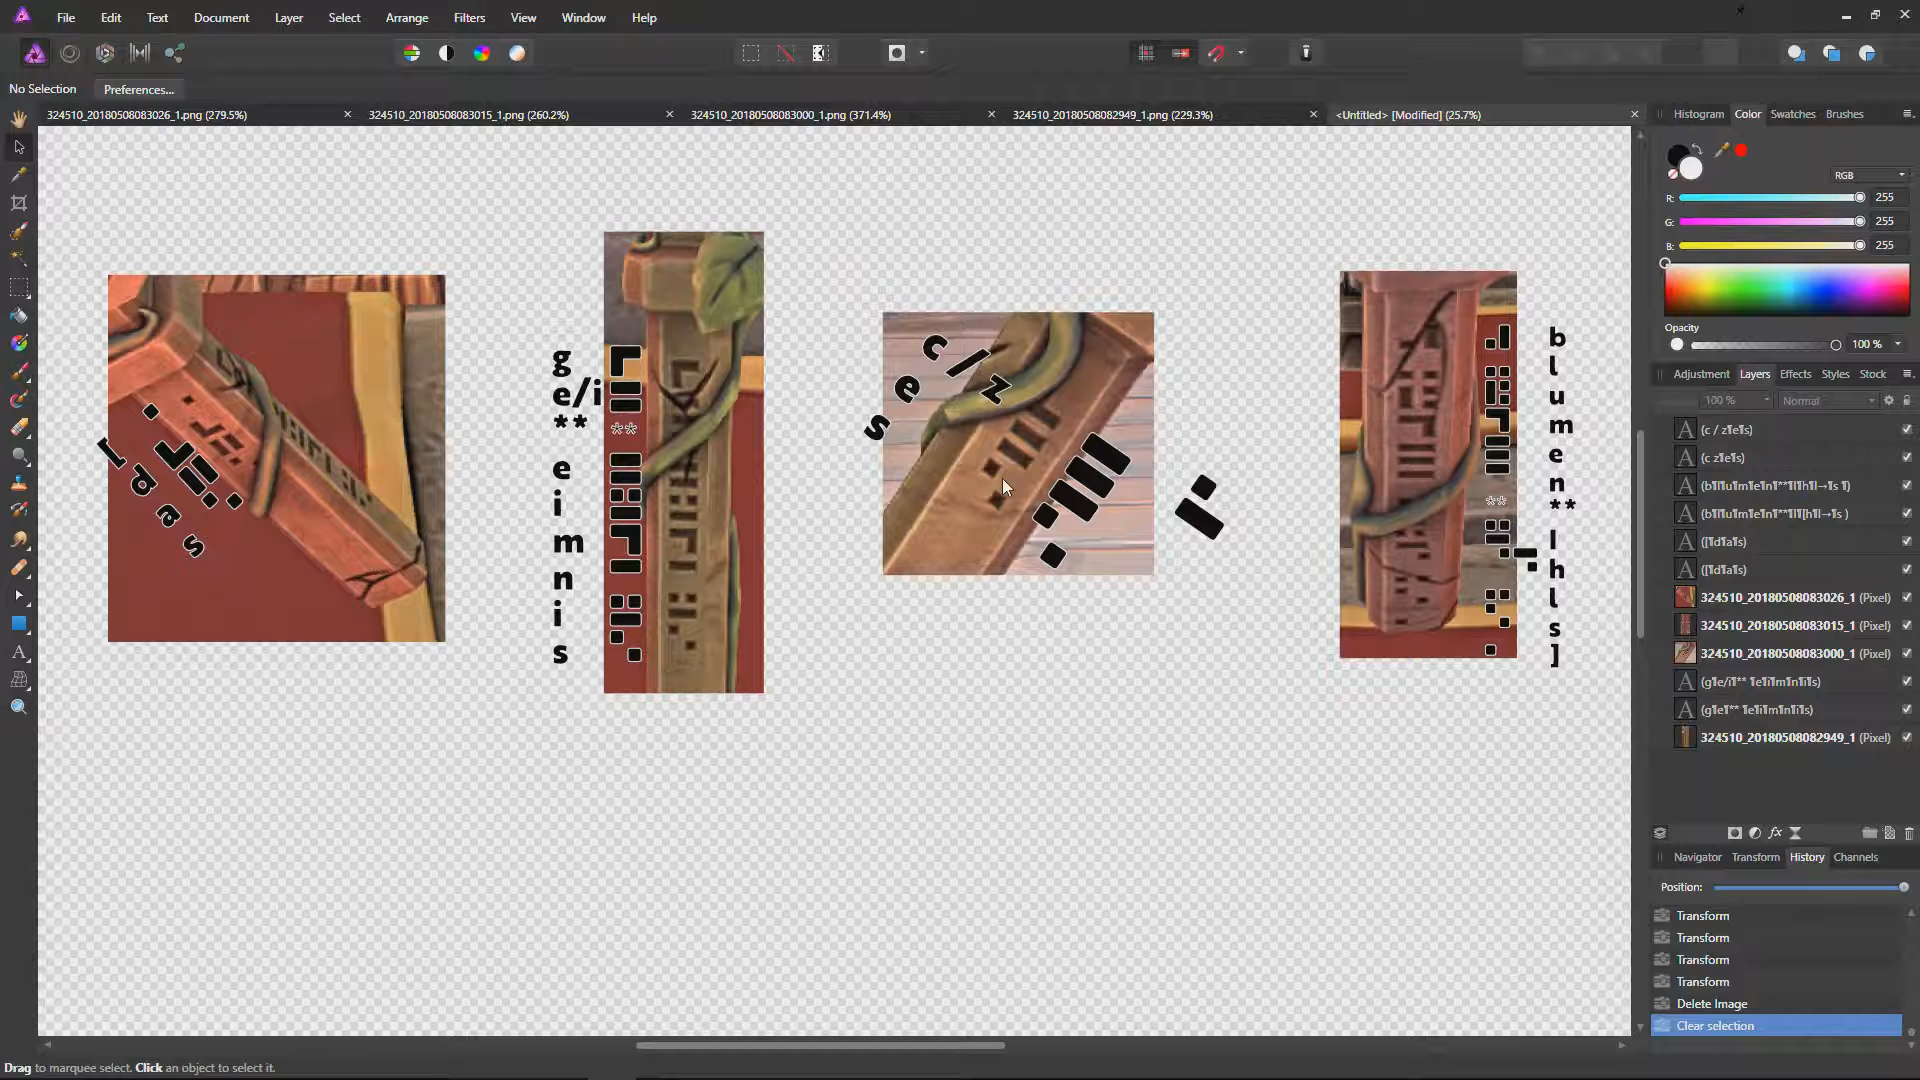 File Edit Text Document Layer Select Arrange Filters View Window Help
No Selection Preferences...
324510_20180508083026_1.png (279.5%) 324510_20180508083015_1.png (260.2%) 324510_20180508083000_1.png (371.4%) 324510_20180508082949_1.png (229.3%) <Untitled> [Modified] (25.7%)
Histogram Color Swatches Brushes
RGB
R: 255
G: 255
B: 255
Opacity
100 %
Adjustment Layers Effects Styles Stock
100 % Normal
(c / z¶e¶s)
(c z¶e¶s)
(b¶l¶u¶m¶e¶n¶**¶l¶h¶l→¶s ¶)
(b¶l¶u¶m¶e¶n¶**¶l¶[h¶l→¶s )
([¶d¶a¶s)
([¶d¶a¶s)
324510_20180508083026_1 (Pixel)
324510_20180508083015_1 (Pixel)
324510_20180508083000_1 (Pixel)
(g¶e/i¶** ¶e¶i¶m¶n¶i¶s)
(g¶e¶** ¶e¶i¶m¶n¶i¶s)
324510_20180508082949_1 (Pixel)
Navigator Transform History Channels
Position:
Transform
Transform
Transform
Transform
Delete Image
Clear selection
[
d
a
s
g
e/i
**
e
i
m
n
i
s
**
c / z
e
s
**
b
l
u
m
e
n
**
l
h
l
s
]
Drag to marquee select. Click an object to select it.